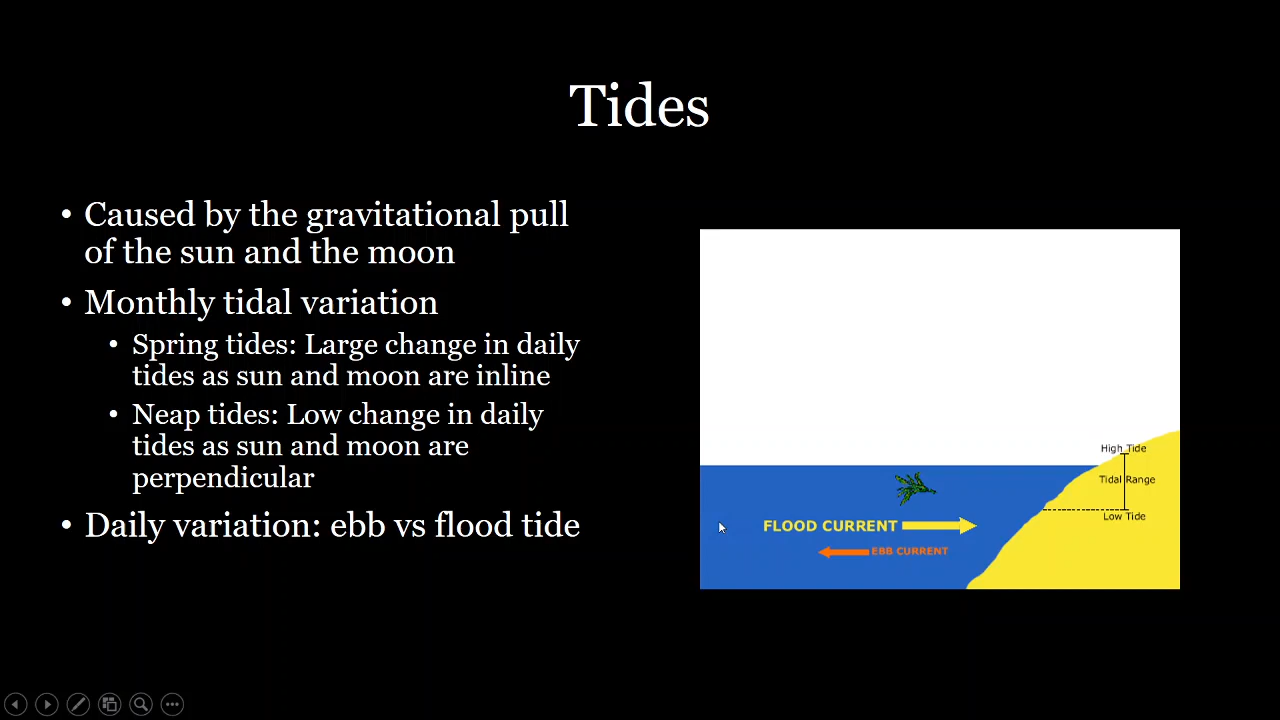 Tides
• Caused by the gravitational pull
of the sun and the moon
• Monthly tidal variation
• Spring tides: Large change in daily
tides as sun and moon are inline
• Neap tides: Low change in daily
tides as sun and moon are
perpendicular
• Daily variation: ebb vs flood tide
High Tide
Tidal Range
Low Tide
FLOOD CURRENT
EBB CURRENT